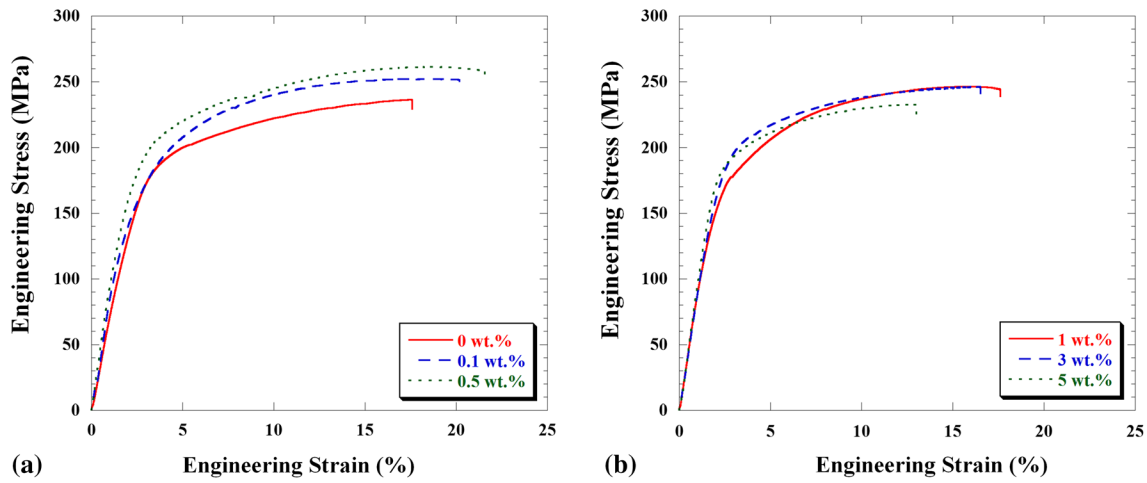 Engineering Stress (MPa)
300
250
200
150
100
50
0
0 wt.%
0.1 wt.%
0.5 wt.%
0 5 10 15 20 25
(a) Engineering Strain (%)
Engineering Stress (MPa)
300
250
200
150
100
50
0
1 wt.%
3 wt.%
5 wt.%
0 5 10 15 20 25
(b) Engineering Strain (%)